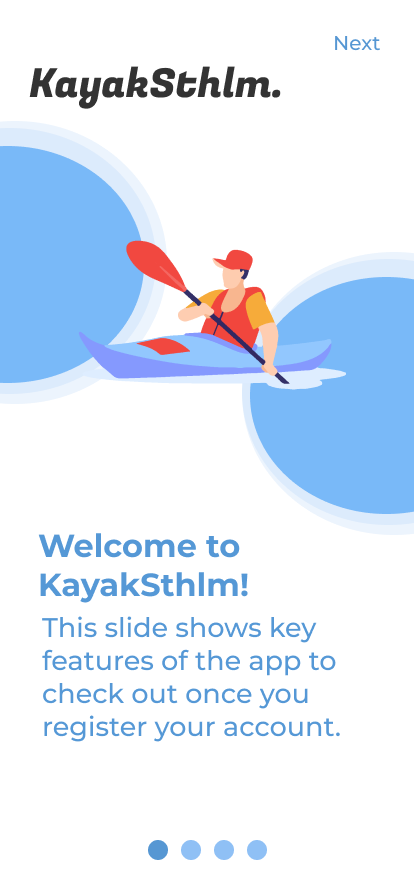 Next
KayakSthlm.
Welcome to
KayakSthlm!
This slide shows key
features of the app to
check out once you
register your account.